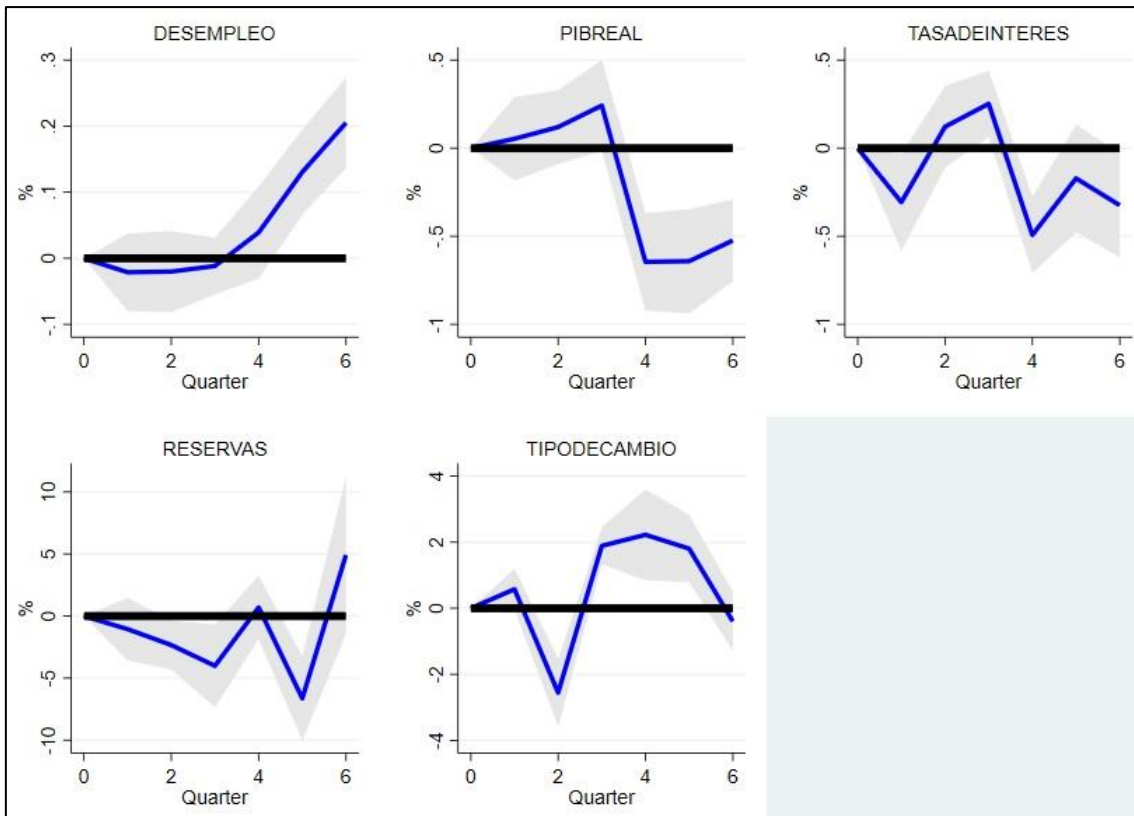 DESEMPLEO
%
.3
.2
.1
0
-.1
0 2 4 6
Quarter
PIBREAL
%
.5
0
-.5
-1
0 2 4 6
Quarter
TASADEINTERES
%
.5
0
-.5
-1
0 2 4 6
Quarter
RESERVAS
%
10
5
0
-5
-10
0 2 4 6
Quarter
TIPODECAMBIO
%
4
2
0
-2
-4
0 2 4 6
Quarter